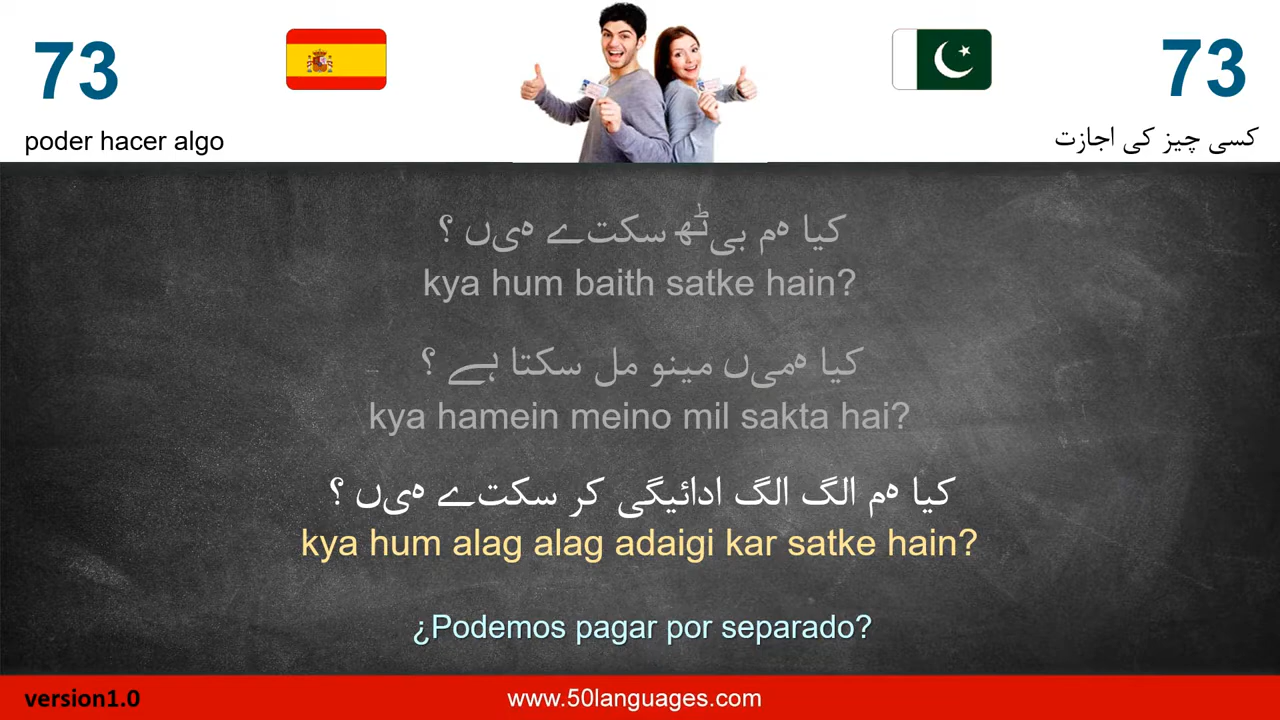 73
73
poder hacer algo
کسی چیز کی اجازت
کیا ہم بیٹھ سکتے ہیں ؟
kya hum baith satke hain?
کیا ہمیں مینو مل سکتا ہے ؟
kya hamein meino mil sakta hai?
کیا ہم الگ الگ ادائیگی کر سکتے ہیں ؟
kya hum alag alag adaigi kar satke hain?
¿Podemos pagar por separado?
version1.0
www.50languages.com